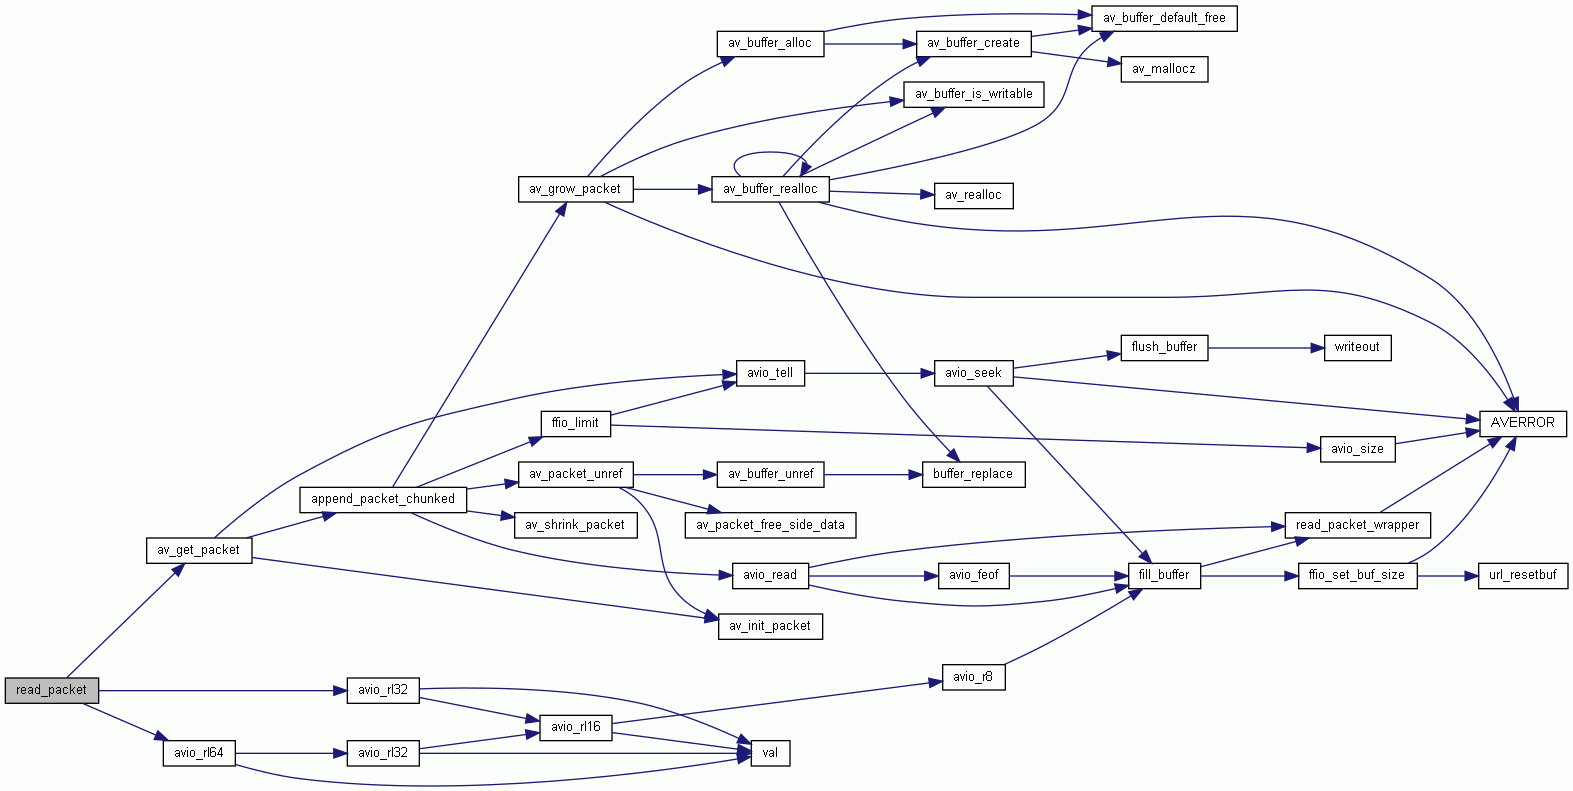 av_buffer_default_free
av_buffer_alloc
av_buffer_create
av_mallocz
av_buffer_is_writable
av_grow_packet
av_buffer_realloc
av_realloc
flush_buffer
writeout
avio_tell
avio_seek
ffio_limit
AVERROR
avio_size
av_packet_unref
av_buffer_unref
buffer_replace
append_packet_chunked
av_shrink_packet
av_packet_free_side_data
read_packet_wrapper
av_get_packet
avio_read
avio_feof
fill_buffer
ffio_set_buf_size
url_resetbuf
av_init_packet
read_packet
avio_rl32
avio_r8
avio_rl16
avio_rl64
avio_rl32
val